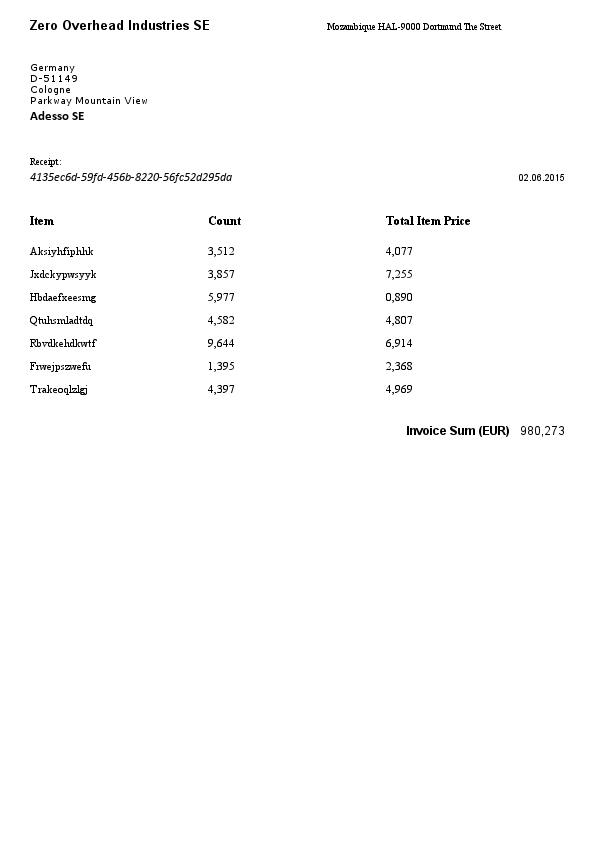 Zero Overhead Industries SE Mozambique HAL-9000 Dortmund The Street
Germany
D-51149
Cologne
Parkway Mountain View
Adesso SE
Receipt:
4135ec6d-59fd-456b-8220-56fc52d295da 02.06.2015
Item Count Total Item Price
Aksiyhfiphhk 3,512 4,077
Jxdckypwsyyk 3,857 7,255
Hbdaefxeesmg 5,977 0,890
Qtuhsmladtdq 4,582 4,807
Rbvdkehdkwtf 9,644 6,914
Frwejpszwefu 1,395 2,368
Trakeoqlzlgj 4,397 4,969
Invoice Sum (EUR) 980,273